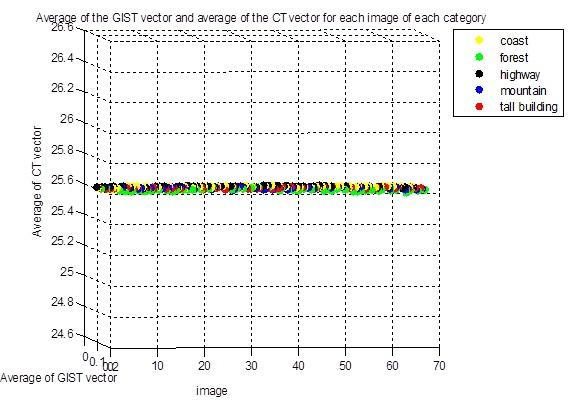 Average of the GIST vector and average of the CT vector for each image of each category
26.6
26.4
26.2
26
25.8
25.6
25.4
25.2
25
24.8
24.6
Average of CT vector
0 0.1 0.2
Average of GIST vector
0 10 20 30 40 50 60 70
image
coast
forest
highway
mountain
tall building